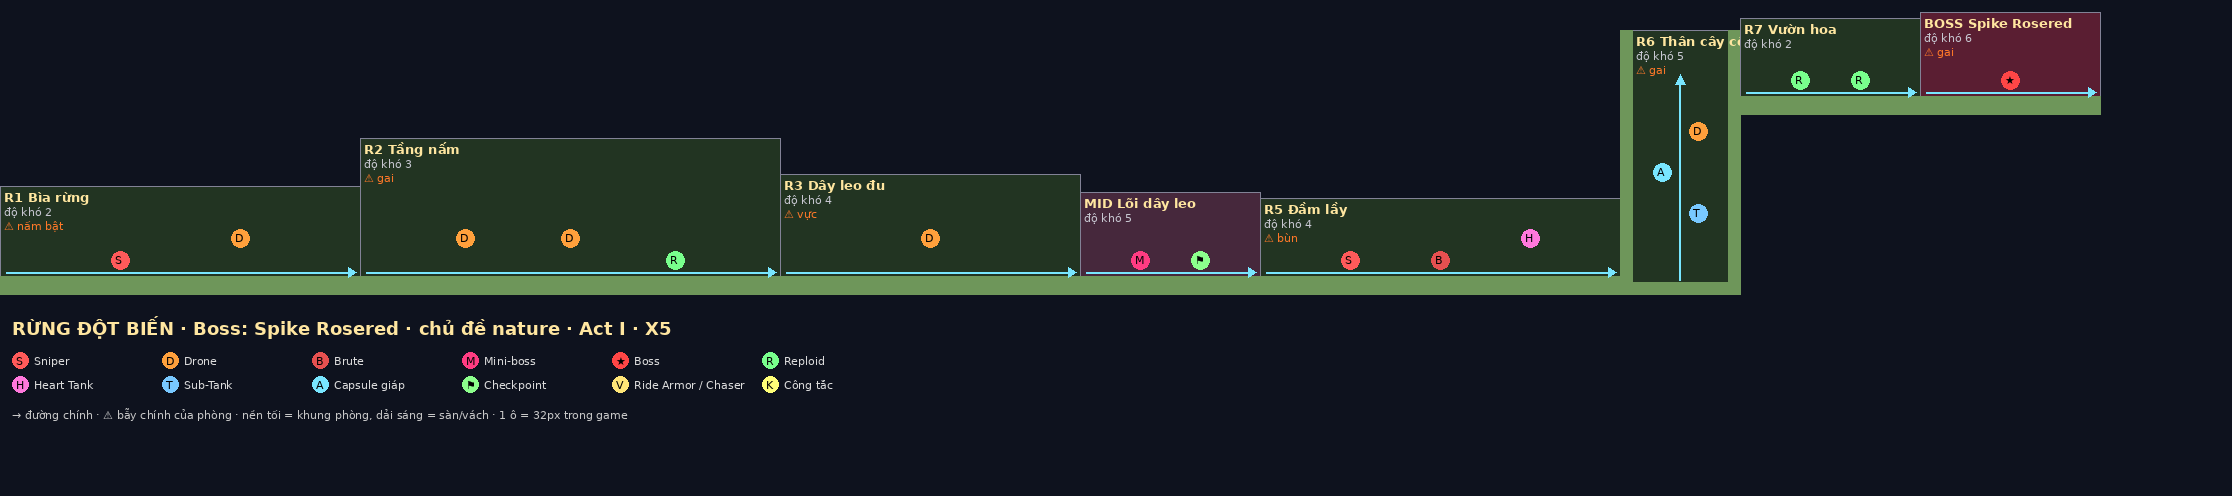 R1 Bìa rừng
độ khó 2
⚠ nấm bật
S
D
R2 Tầng nấm
độ khó 3
⚠ gai
D
D
R
R3 Dây leo đu
độ khó 4
⚠ vực
D
MID Lõi dây leo
độ khó 5
M
⚑
R5 Đầm lầy
độ khó 4
⚠ bùn
S
B
H
R6 Thân cây
độ khó 5
⚠ gai
D
A
T
R7 Vườn hoa
độ khó 2
R
R
BOSS Spike Rosered
độ khó 6
⚠ gai
★
RỪNG ĐỘT BIẾN · Boss: Spike Rosered · chủ đề nature · Act I · X5
S Sniper D Drone B Brute M Mini-boss ★ Boss R Reploid
H Heart Tank T Sub-Tank A Capsule giáp ⚑ Checkpoint V Ride Armor / Chaser K Công tắc
→ đường chính · ⚠ bẫy chính của phòng · nền tối = khung phòng, dải sáng = sàn/vách · 1 ô = 32px trong game